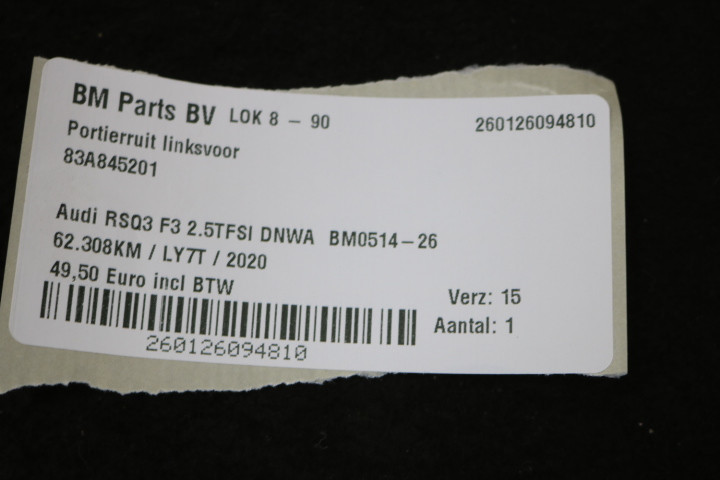 BM Parts BV LOK 8 - 90 260126094810
Portierruit linksvoor
83A845201
Audi RSQ3 F3 2.5TFSI DNWA BM0514-26
62.308KM / LY7T / 2020
49,50 Euro incl BTW
Verz: 15
Aantal: 1
260126094810